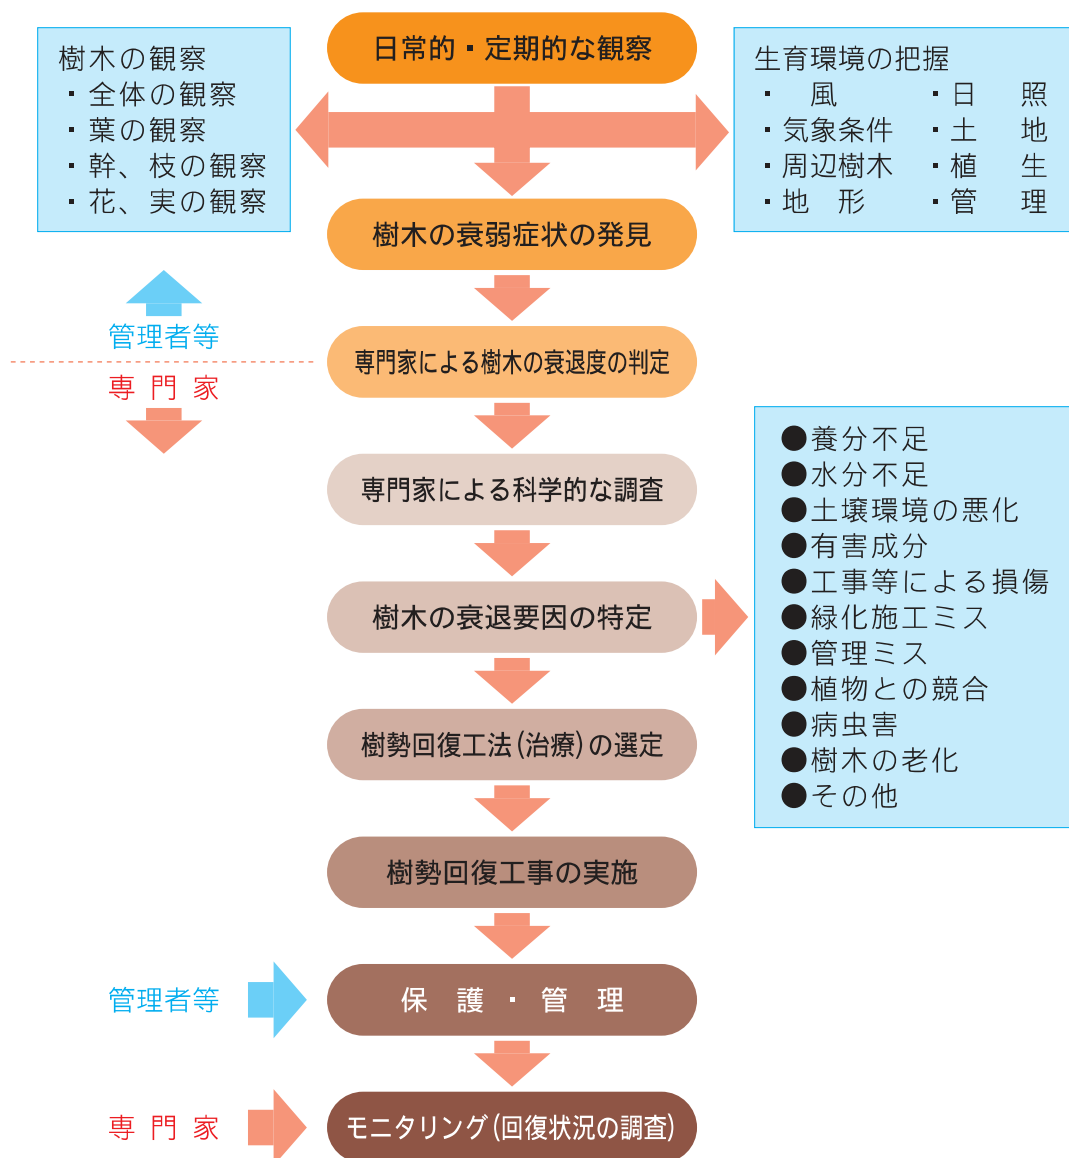 日常的・定期的な観察
樹木の観察
・全体の観察
・葉の観察
・幹、枝の観察
・花、実の観察
生育環境の把握
・　風　・日　照
・気象条件　・土　地
・周辺樹木　・植　生
・地　形　・管　理
樹木の衰弱症状の発見
管理者等
専 門 家
専門家による樹木の衰退度の判定
専門家による科学的な調査
樹木の衰退要因の特定
●養分不足
●水分不足
●土壌環境の悪化
●有害成分
●工事等による損傷
●緑化施工ミス
●管理ミス
●植物との競合
●病虫害
●樹木の老化
●その他
樹勢回復工法(治療)の選定
樹勢回復工事の実施
管理者等
保　護・管　理
専 門 家
モニタリング(回復状況の調査)